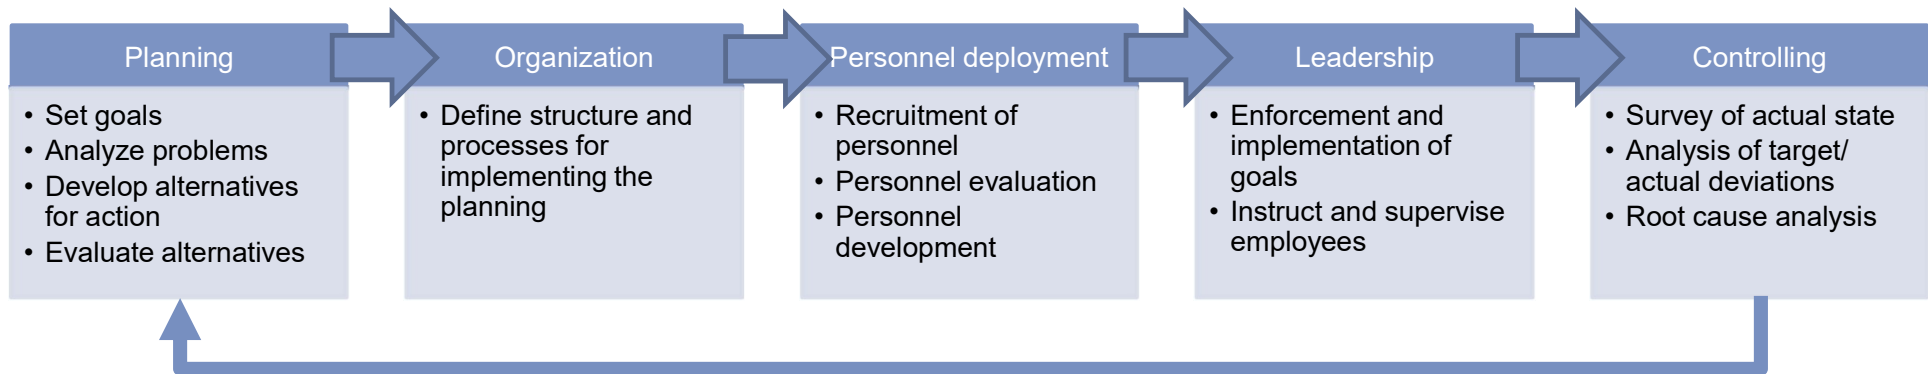 Planning
• Set goals
• Analyze problems
• Develop alternatives
for action
• Evaluate alternatives
Organization
• Define structure and
processes for
implementing the
planning
Personnel deployment
• Recruitment of
personnel
• Personnel evaluation
• Personnel
development
Leadership
• Enforcement and
implementation of
goals
• Instruct and supervise
employees
Controlling
• Survey of actual state
• Analysis of target/
actual deviations
• Root cause analysis